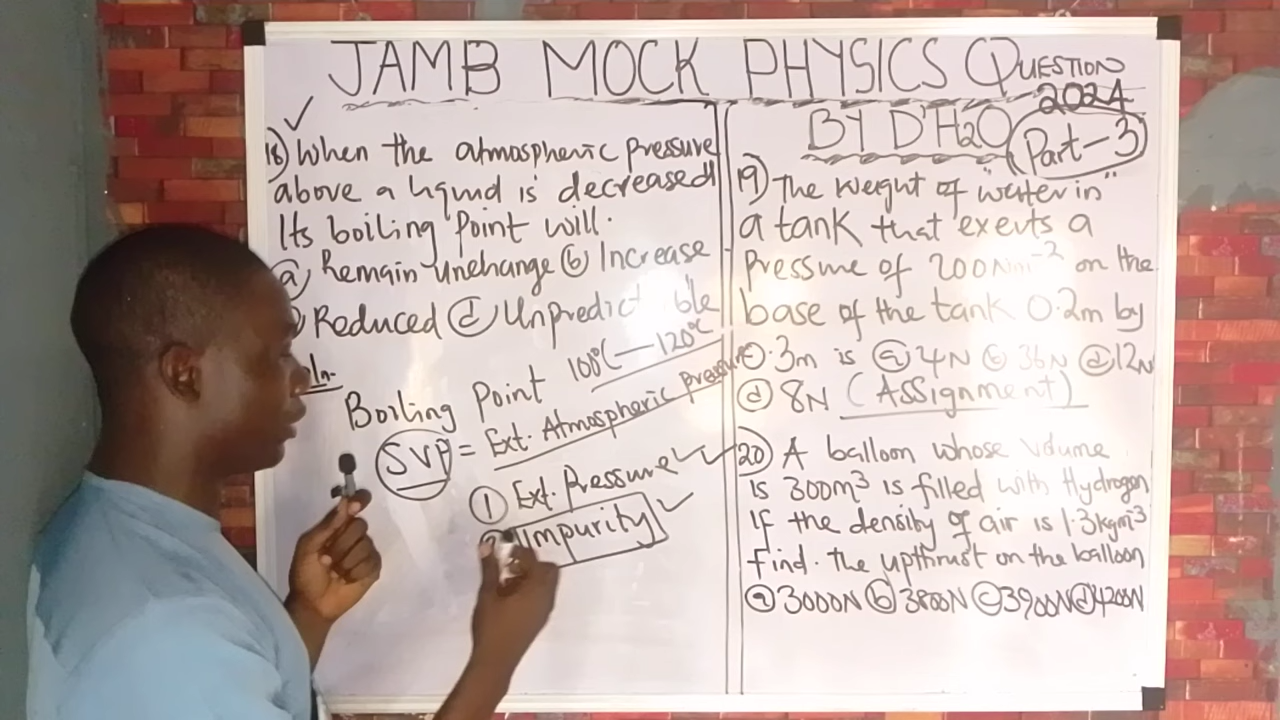 JAMB MOCK PHYSICS QUESTION
2024
BY D'H2O
Part-3
18) When the atmospheric pressure
above a liquid is decreased
Its boiling Point will.
a) Remain Unchange b) Increase
Reduced d) Unpredictable
Boiling Point 100°C—120°C
SVP = Ext. Atmospheric pressure
1 Ext. Pressure
Impurity
19) The weight of "water in"
a tank that exerts a
Pressure of 200Nm⁻² on the
base of the tank 0.2m by
0.3m is a 4N b 36N d 12N
d 8N (Assignment)
20) A balloon whose volume
is 300m³ is filled with Hydrogen
If the density of air is 1.3kgm⁻³
find. the upthrust on the balloon
a 3000N b 3800N c 3900N d 4200N